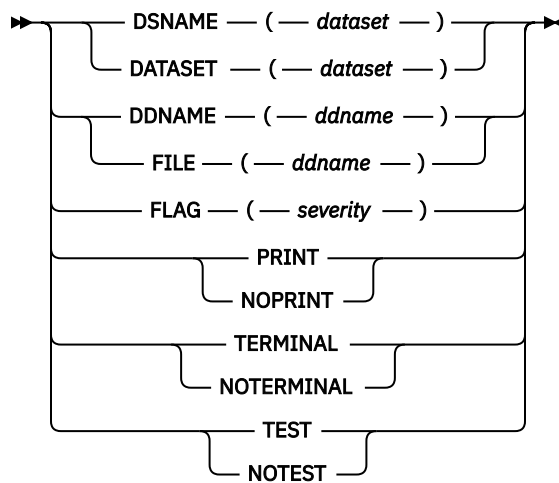 DSNAME ( dataset )
DATASET ( dataset )
DDNAME ( ddname )
FILE ( ddname )
FLAG ( severity )
PRINT
NOPRINT
TERMINAL
NOTERMINAL
TEST
NOTEST